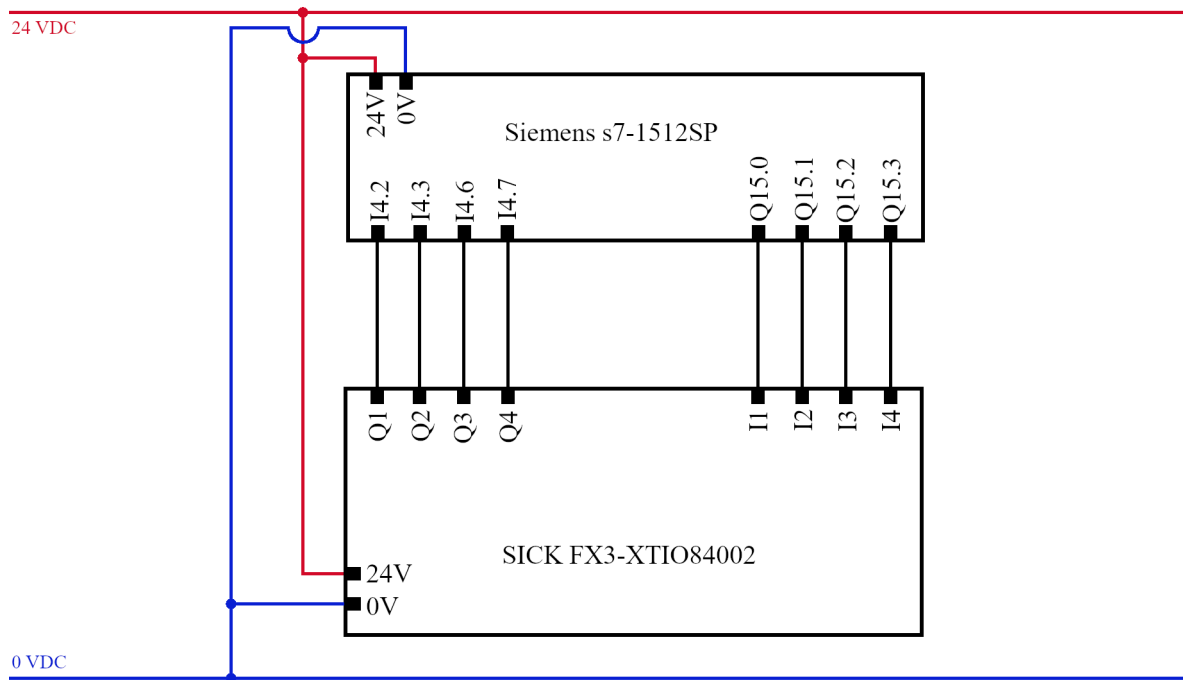 24 VDC
24V
0V
Siemens s7-1512SP
I4.2
I4.3
I4.6
I4.7
Q15.0
Q15.1
Q15.2
Q15.3
Q1
Q2
Q3
Q4
I1
I2
I3
I4
SICK FX3-XTIO84002
24V
0V
0 VDC